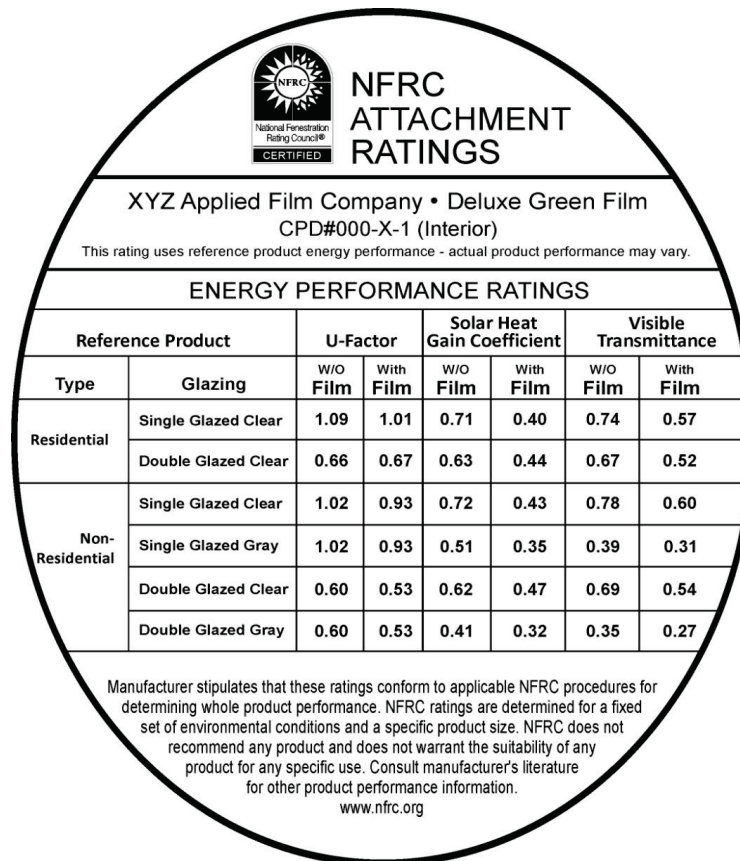 NFRC
National Fenestration
Rating Council®
CERTIFIED
NFRC
ATTACHMENT
RATINGS
XYZ Applied Film Company • Deluxe Green Film
CPD#000-X-1 (Interior)
This rating uses reference product energy performance - actual product performance may vary.
ENERGY PERFORMANCE RATINGS
Reference Product U-Factor Solar Heat Gain Coefficient Visible Transmittance
Type Glazing W/O Film With Film W/O Film With Film W/O Film With Film
Residential Single Glazed Clear 1.09 1.01 0.71 0.40 0.74 0.57
Double Glazed Clear 0.66 0.67 0.63 0.44 0.67 0.52
Non-Residential Single Glazed Clear 1.02 0.93 0.72 0.43 0.78 0.60
Single Glazed Gray 1.02 0.93 0.51 0.35 0.39 0.31
Double Glazed Clear 0.60 0.53 0.62 0.47 0.69 0.54
Double Glazed Gray 0.60 0.53 0.41 0.32 0.35 0.27
Manufacturer stipulates that these ratings conform to applicable NFRC procedures for
determining whole product performance. NFRC ratings are determined for a fixed
set of environmental conditions and a specific product size. NFRC does not
recommend any product and does not warrant the suitability of any
product for any specific use. Consult manufacturer's literature
for other product performance information.
www.nfrc.org